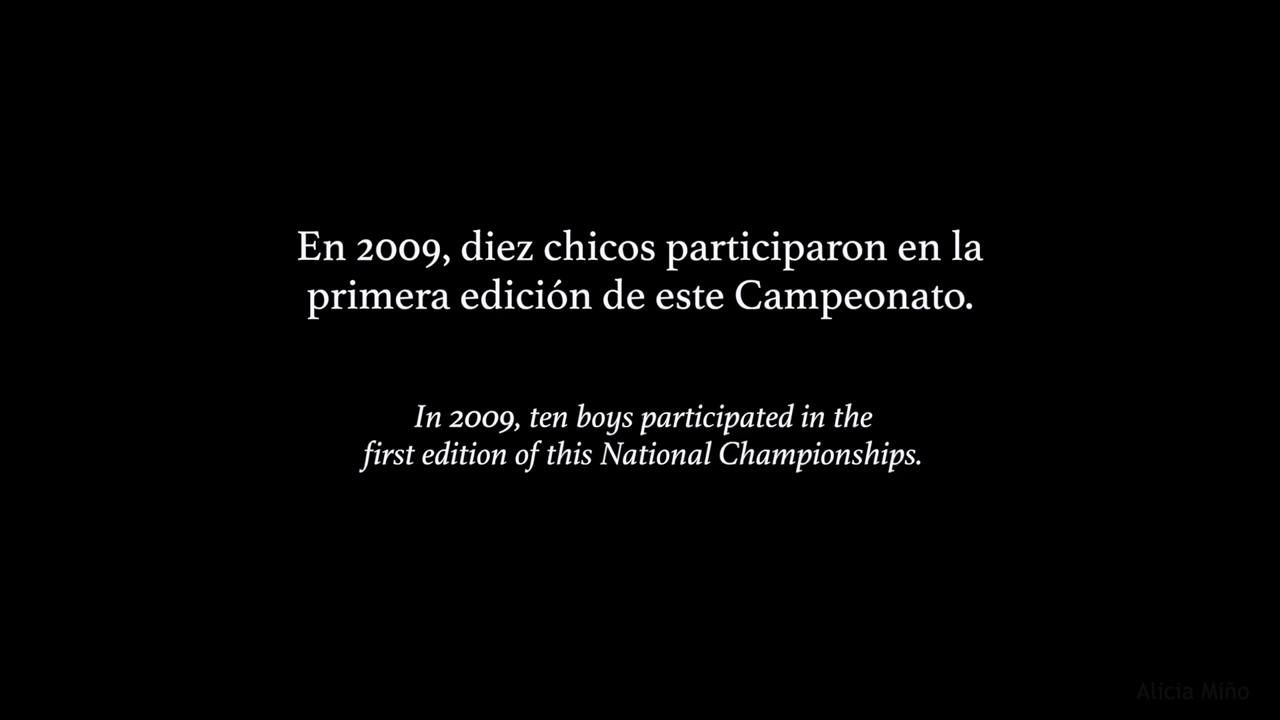 En 2009, diez chicos participaron en la
primera edición de este Campeonato.
In 2009, ten boys participated in the
first edition of this National Championships.
Alicia Miño